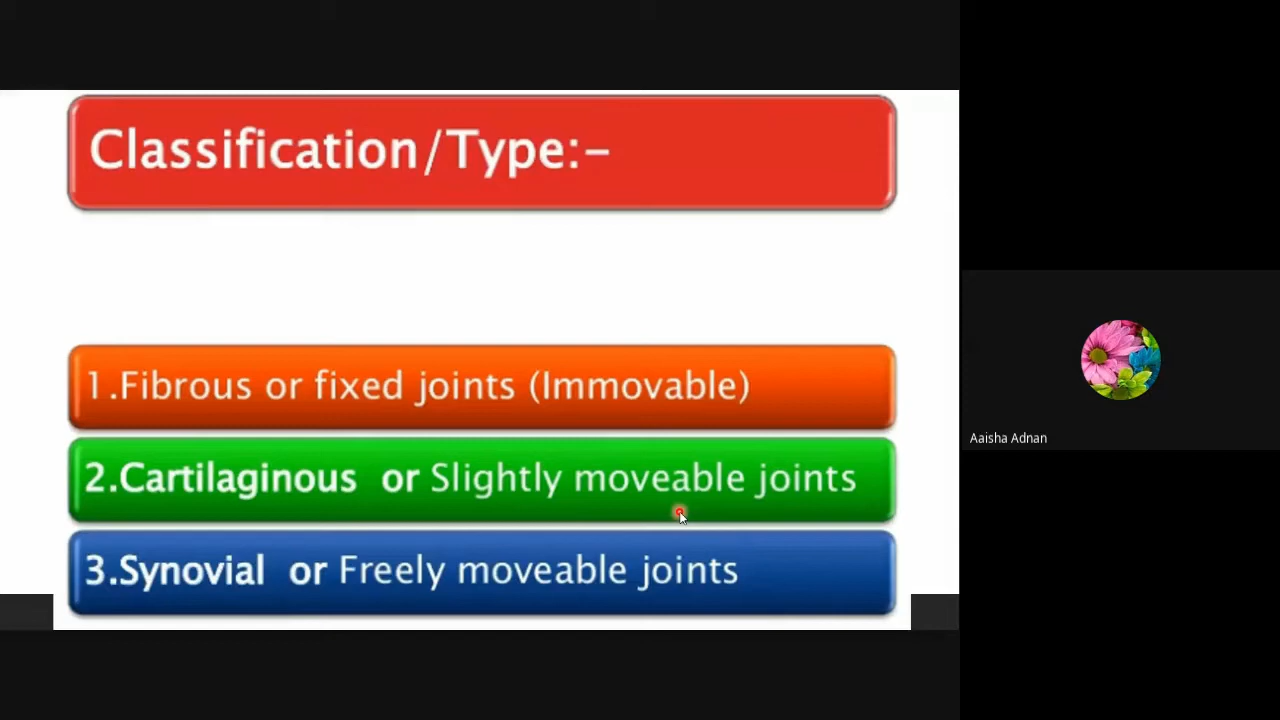 Classification/Type:-
1.Fibrous or fixed joints (Immovable)
2.Cartilaginous or Slightly moveable joints
3.Synovial or Freely moveable joints
Aaisha Adnan